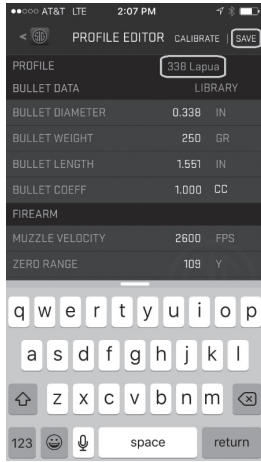 AT&T LTE 2:07 PM
< SIG PROFILE EDITOR CALIBRATE | SAVE
PROFILE 338 Lapua
BULLET DATA LIBRARY
BULLET DIAMETER 0.338 IN
BULLET WEIGHT 250 GR
BULLET LENGTH 1.551 IN
BULLET COEFF 1.000 CC
FIREARM
MUZZLE VELOCITY 2600 FPS
ZERO RANGE 109 Y
q w e r t y u i o p
a s d f g h j k l
z x c v b n m
123 space return